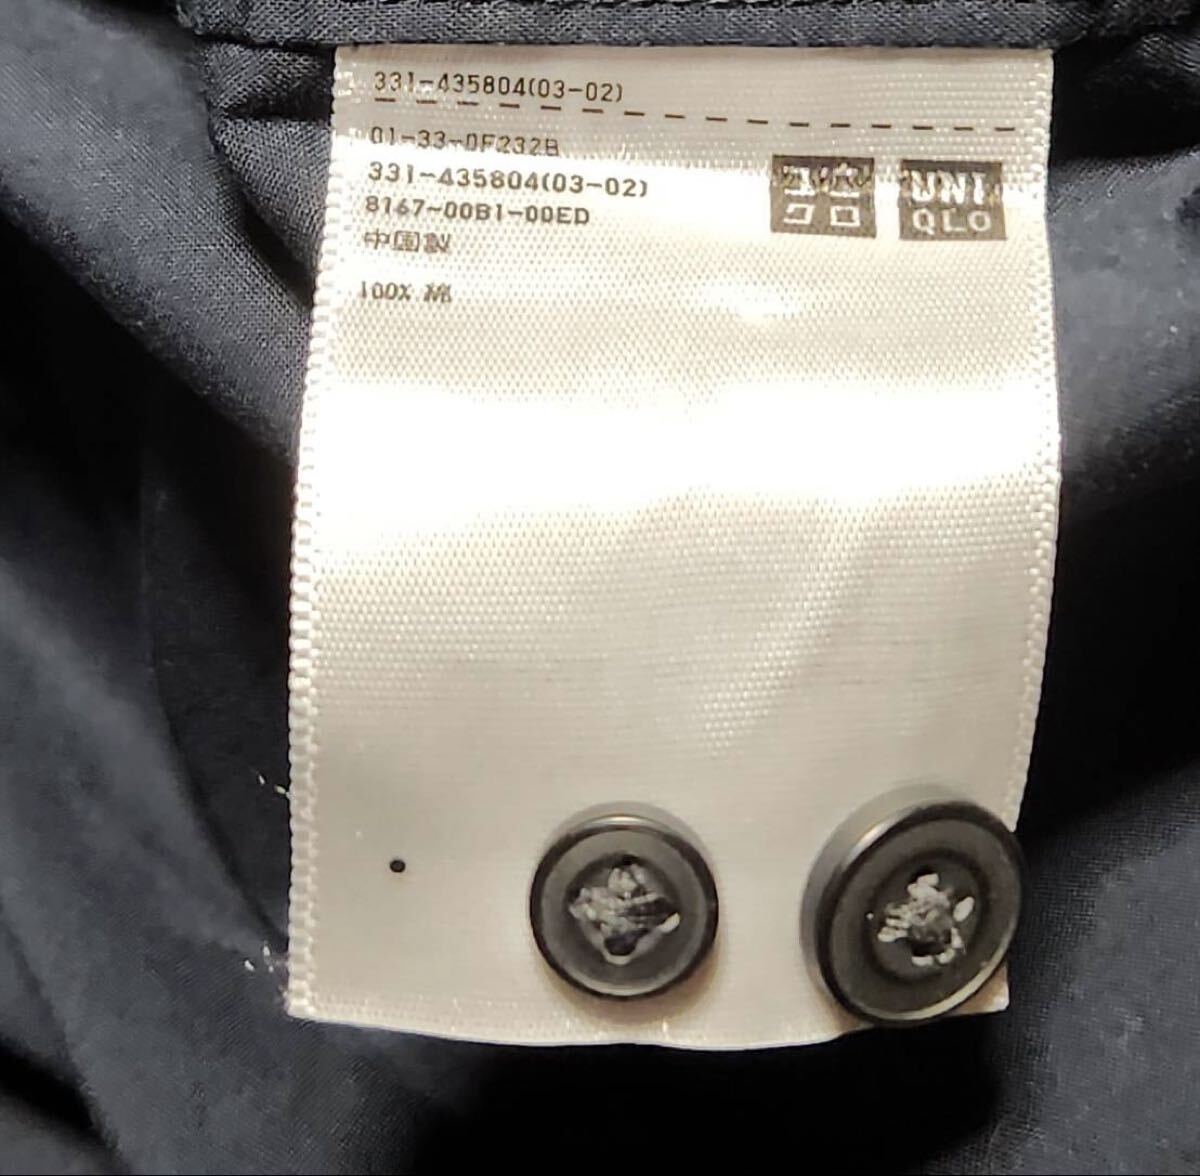 331-435804(03-02)
01-33-0F232B
331-435804(03-02)
8167-00B1-00ED
中国製
100% 綿
ユニ
クロ
UNI
QLO